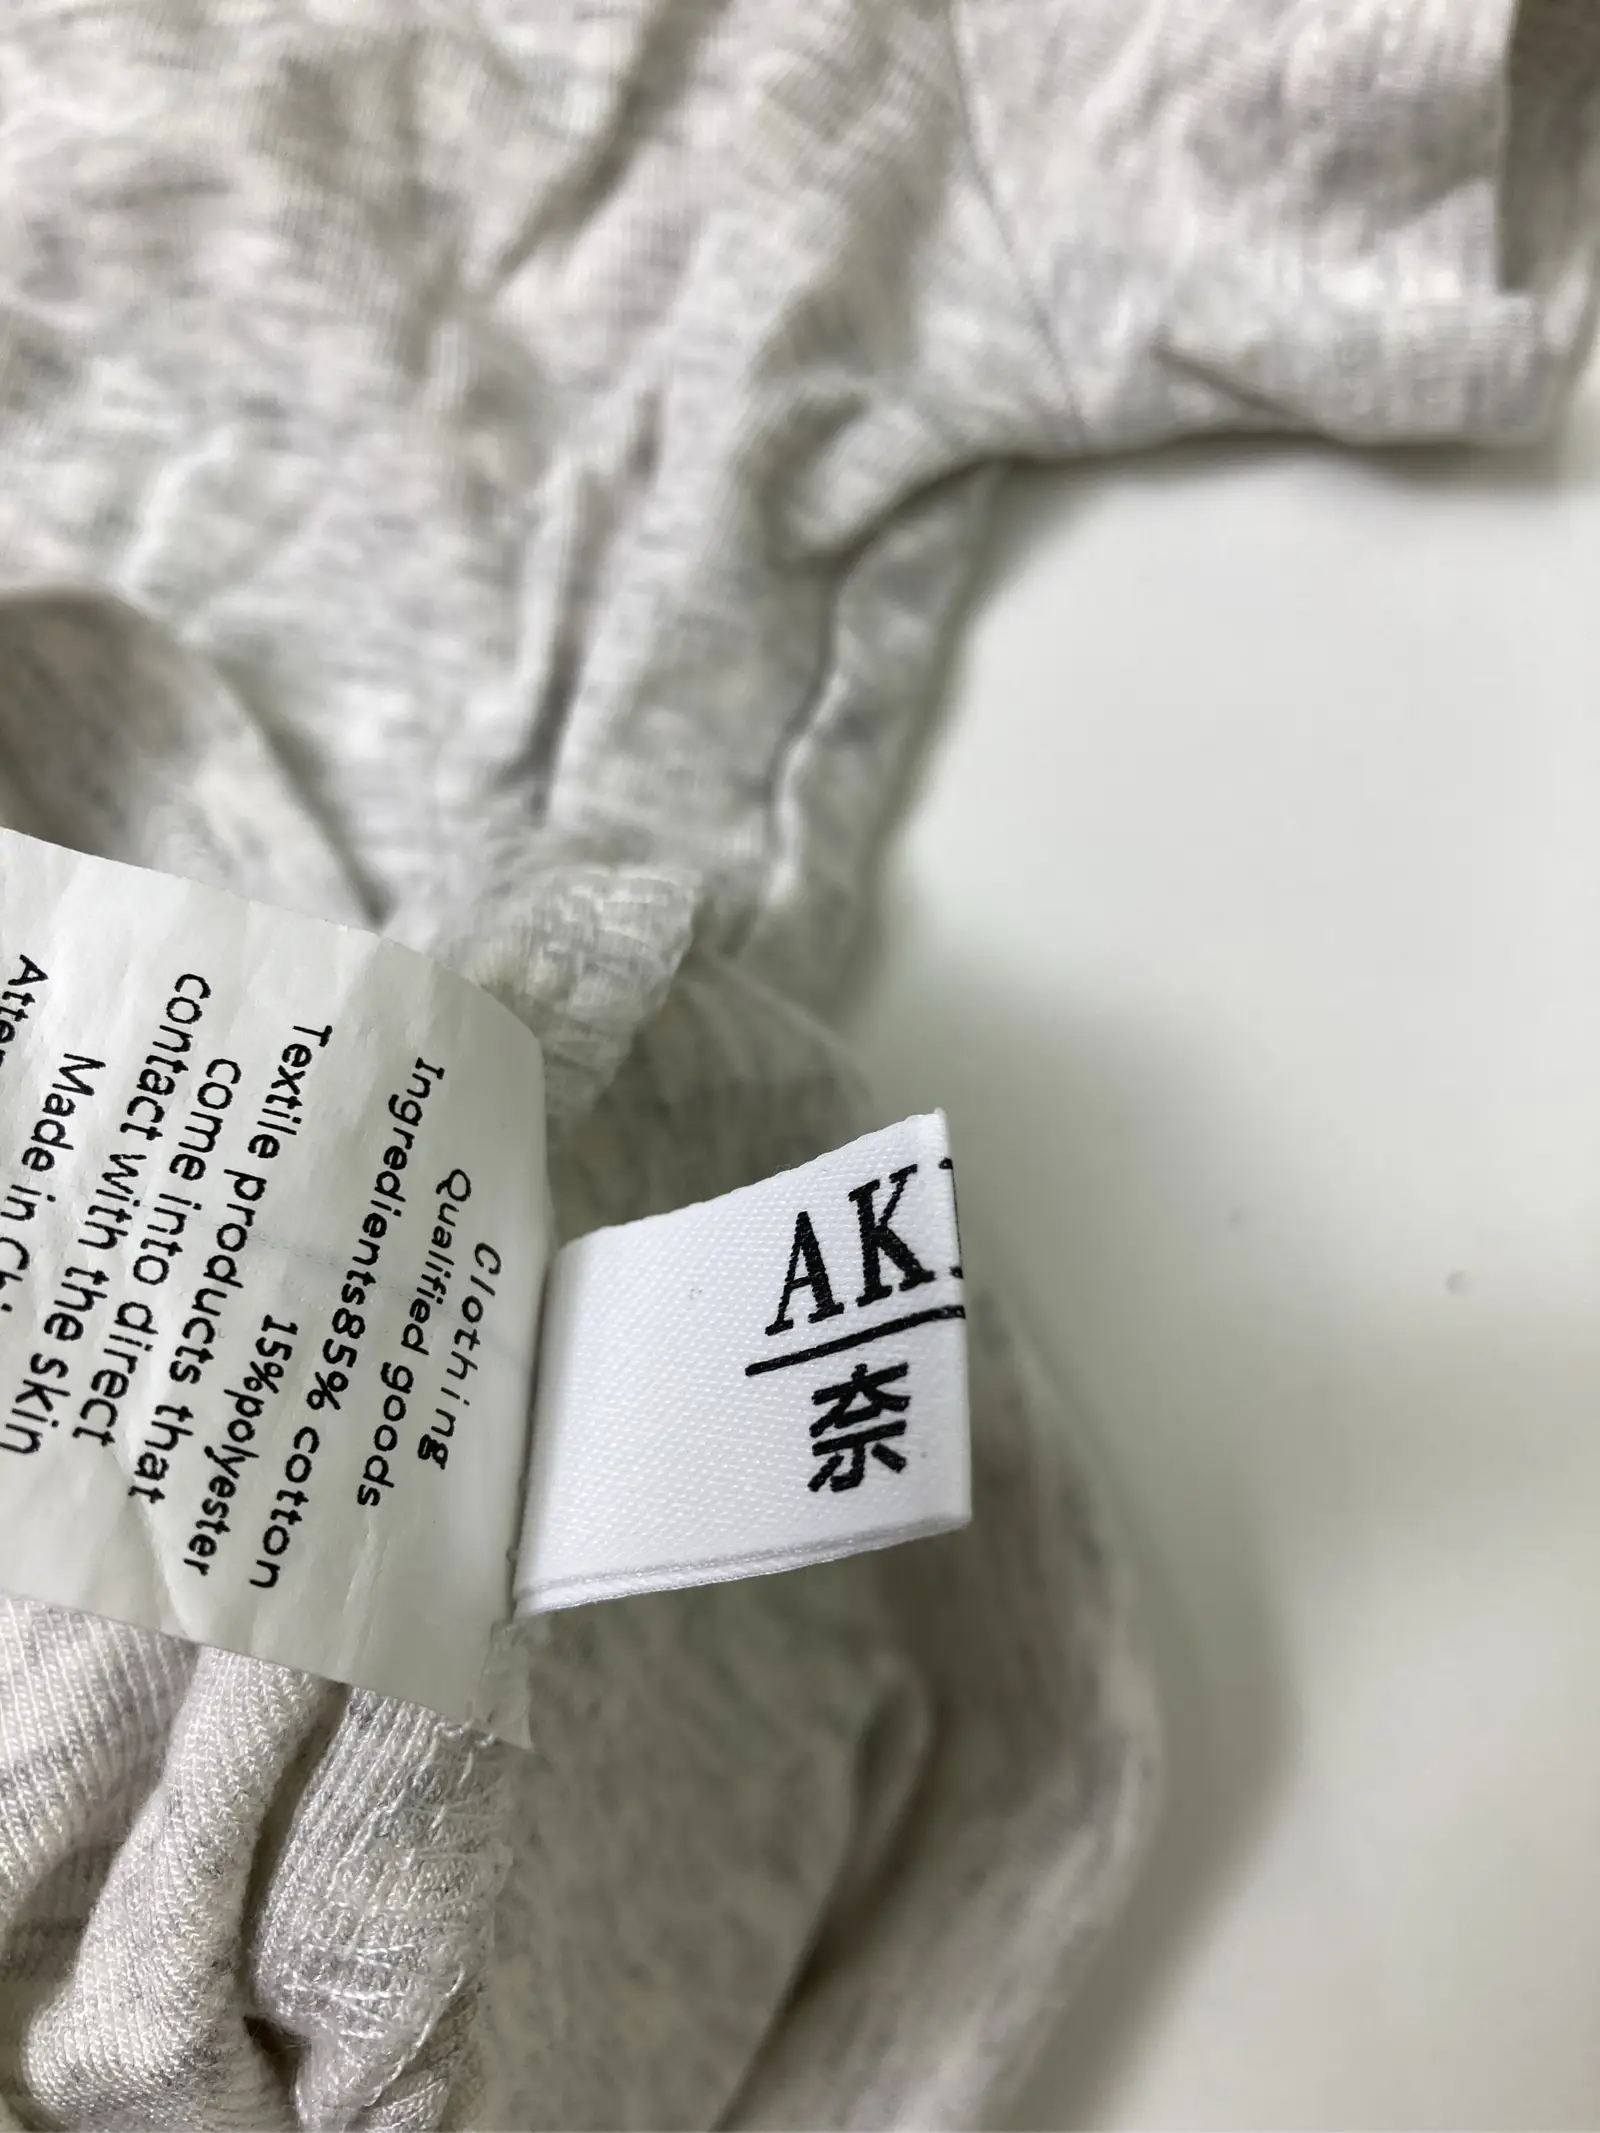 Clothing
Qualified goods
Ingredients85% cotton
15%polyester
Textile products that
come into direct
contact with the skin
Made in
AK
奈